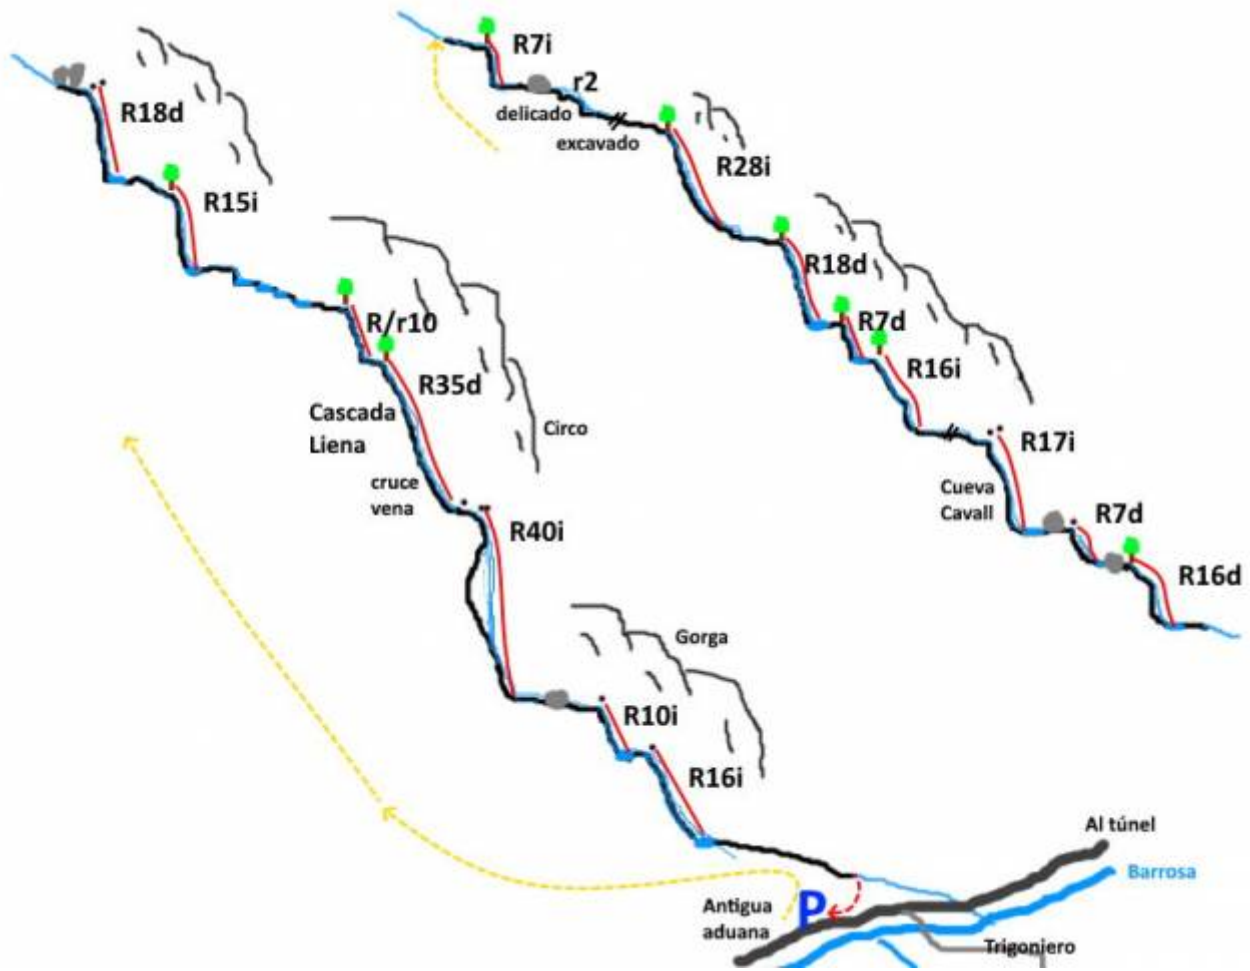 R7i
r2
delicado
excavado
R28i
R18d
R7d
R16i
R17i
Cueva
Cavall
R7d
R16d
R18d
R15i
R/r10
R35d
Cascada
Liena
Circo
cruce
vena
R40i
Gorga
R10i
R16i
Al túnel
Barrosa
Antigua
aduana
P
Trigoniero